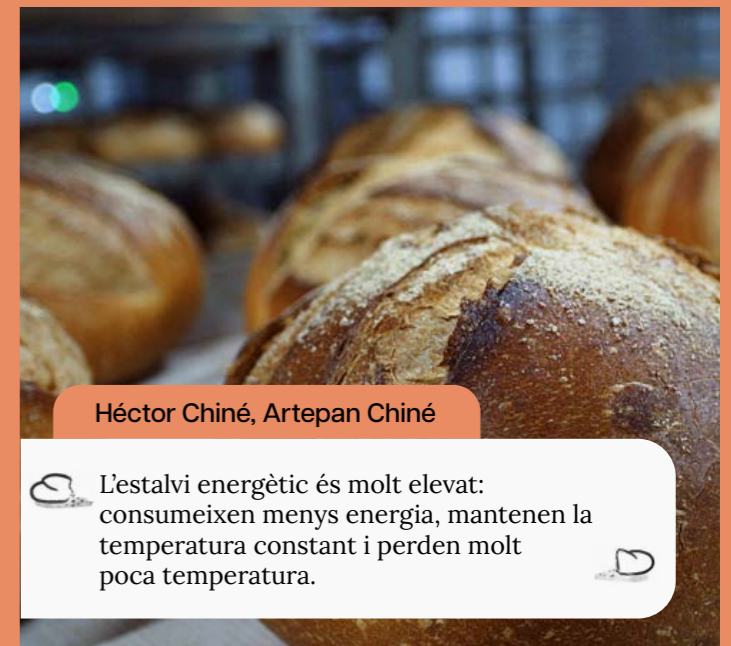 Héctor Chiné, Artepan Chiné
L'estalvi energètic és molt elevat:
consumeixen menys energia, mantenen la
temperatura constant i perden molt
poca temperatura.